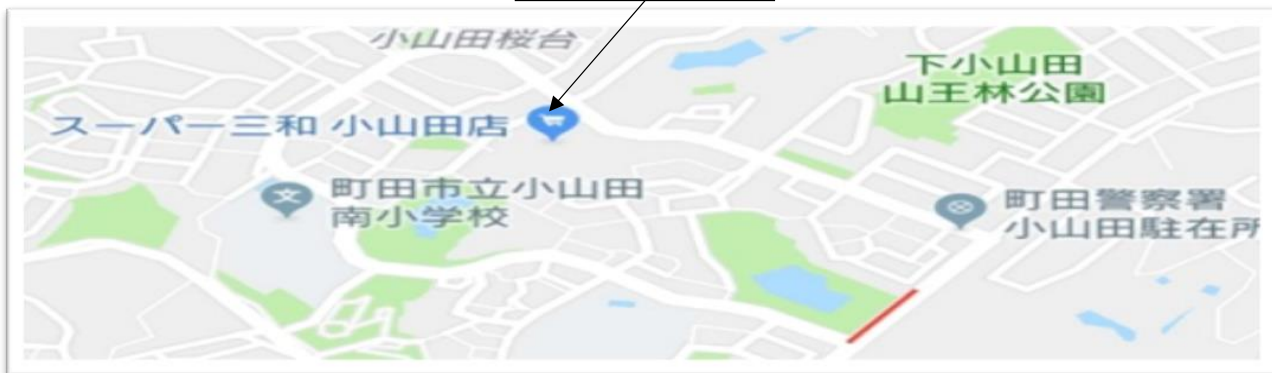 小山田桜台
下小山田
山王林公園
スーパー三和 小山田店
町田市立小山田
南小学校
町田警察署
小山田駐在所